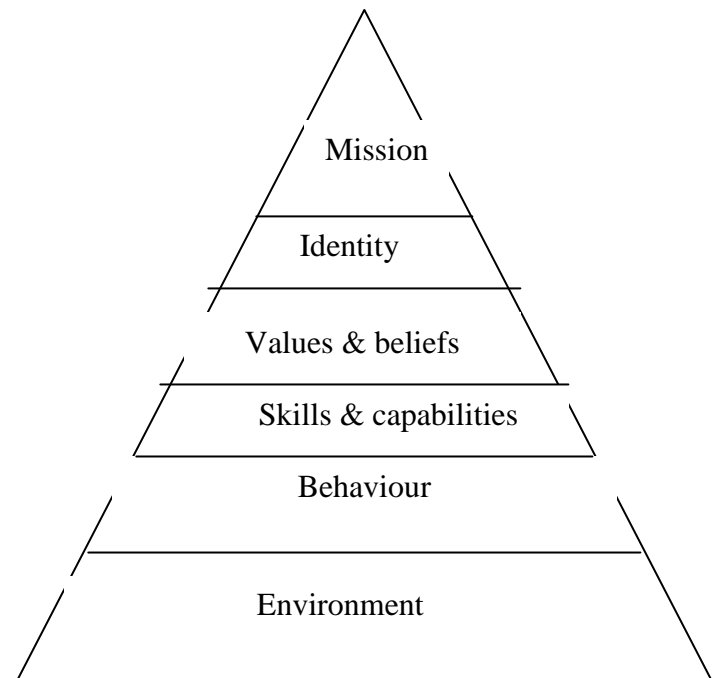 Mission
Identity
Values & beliefs
Skills & capabilities
Behaviour
Environment